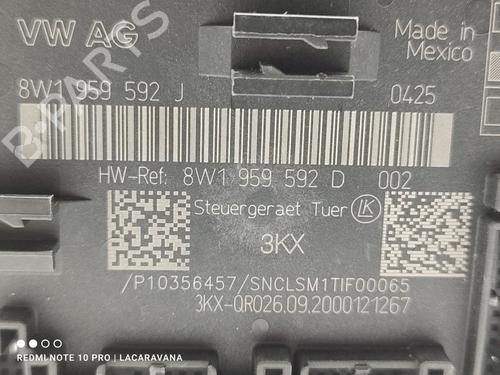 VW AG
Made in
Mexico
8W1 959 592 J 0425
HW-Ref: 8W1 959 592 D 002
Steuergeraet Tuer LK
3KX
/P10356457/SNCLSM1TIF00065
3KX-QR026.09.2000121267
B-PARTS
REDMI NOTE 10 PRO | LACARAVANA